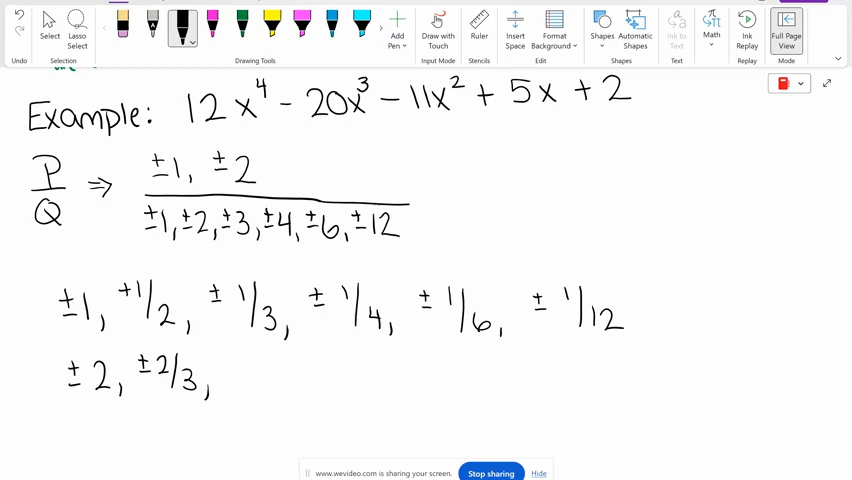 Undo
Select
Lasso Select
Selection
Drawing Tools
Add Pen
Draw with Touch
Input Mode
Ruler
Stencils
Insert Space
Format Background
Edit
Shapes
Automatic Shapes
Shapes
Ink to Text
Text
Math
Math
Ink Replay
Replay
Full Page View
Mode
Example: 12x⁴ - 20x³ - 11x² + 5x + 2
P/Q ⇒ ±1, ±2
±1, ±2, ±3, ±4, ±6, ±12
±1, +1/2, ± 1/3, ± 1/4, ± 1/6, ± 1/12
± 2, ± 2/3,
www.wevideo.com is sharing your screen. Stop sharing Hide